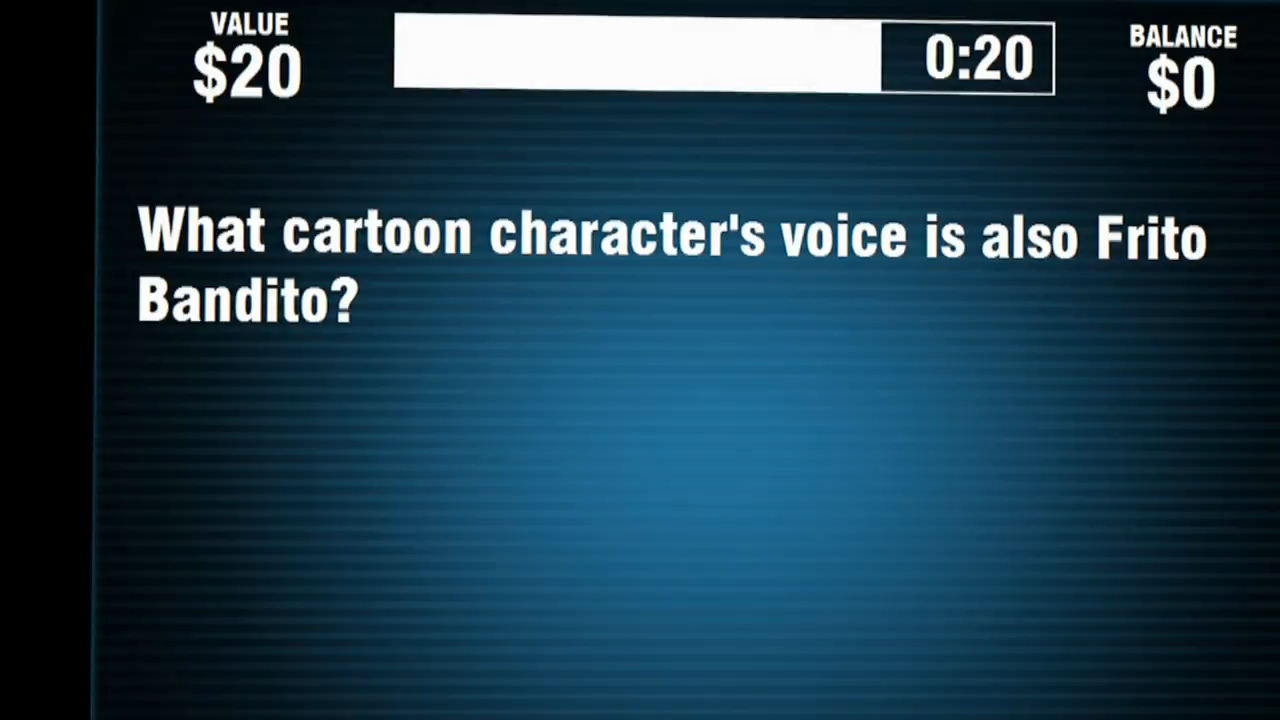 VALUE
$20
0:20
BALANCE
$0
What cartoon character's voice is also Frito
Bandito?